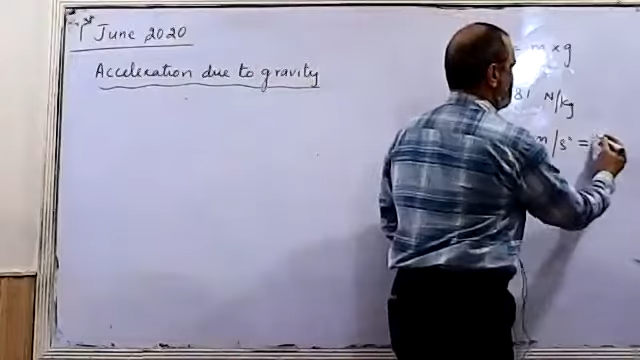 1st June 2020
Acceleration due to gravity
= m × g
81 N/kg
m/s² =